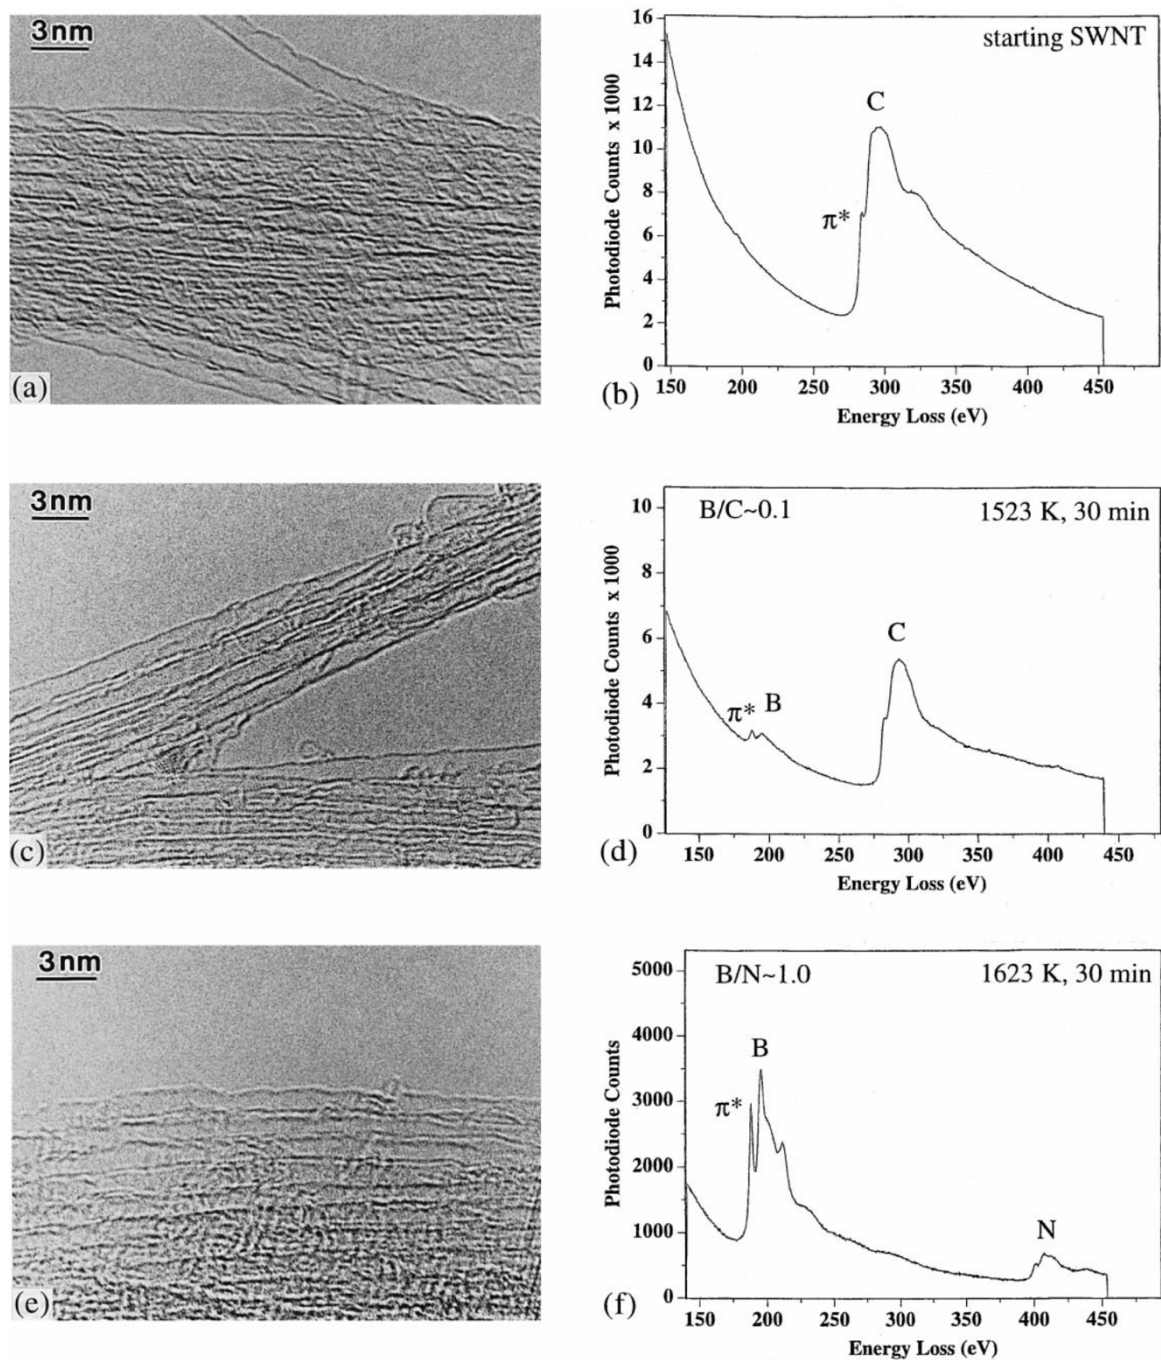 3nm
(a)
16
14
12
10
8
6
4
2
0
Photodiode Counts x 1000
starting SWNT
C
π*
150 200 250 300 350 400 450
Energy Loss (eV)
(b)
3nm
(c)
10
8
6
4
2
0
Photodiode Counts x 1000
B/C~0.1 1523 K, 30 min
C
π* B
150 200 250 300 350 400 450
Energy Loss (eV)
(d)
3nm
(e)
5000
4000
3000
2000
1000
0
Photodiode Counts
B/N~1.0 1623 K, 30 min
B
π*
N
150 200 250 300 350 400 450
Energy Loss (eV)
(f)